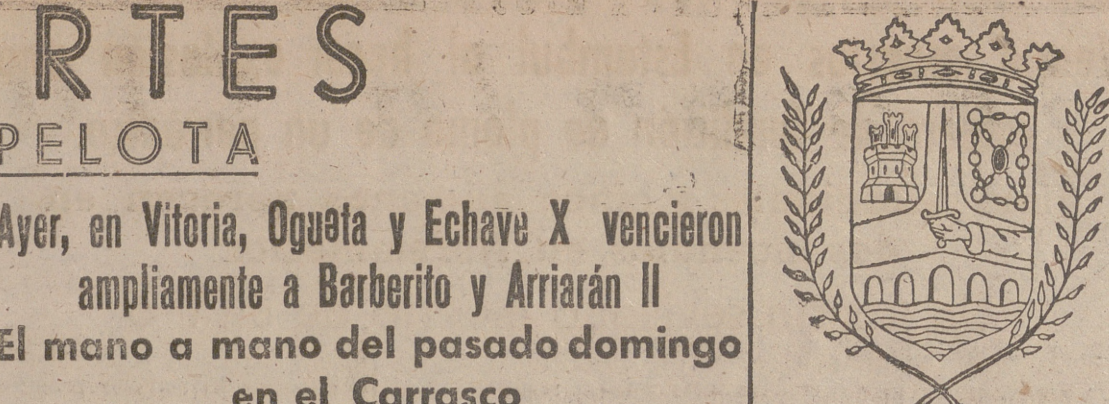 RTES
PELOTA
Ayer, en Vitoria, Ogueta y Echave X vencieron
ampliamente a Barberito y Arriarán II
El mano a mano del pasado domingo
en el Carrasco